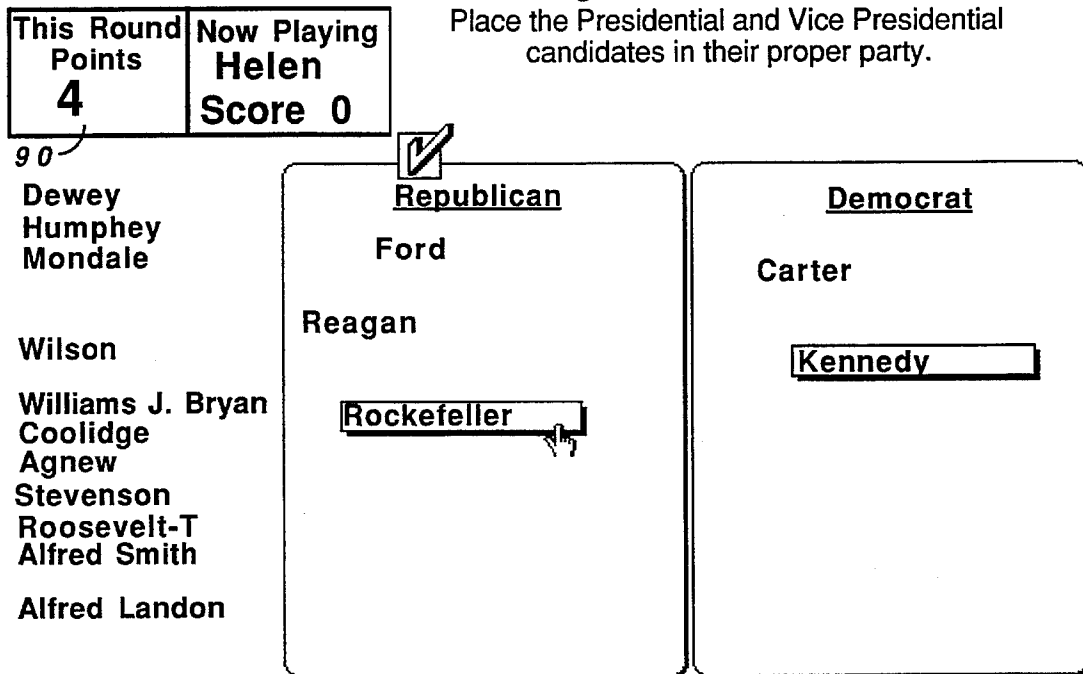 This Round
Points
4
Now Playing
Helen
Score 0
Place the Presidential and Vice Presidential
candidates in their proper party.
90
Dewey
Humphey
Mondale
Wilson
Williams J. Bryan
Coolidge
Agnew
Stevenson
Roosevelt-T
Alfred Smith
Alfred Landon
Republican
Ford
Reagan
Rockefeller
Democrat
Carter
Kennedy